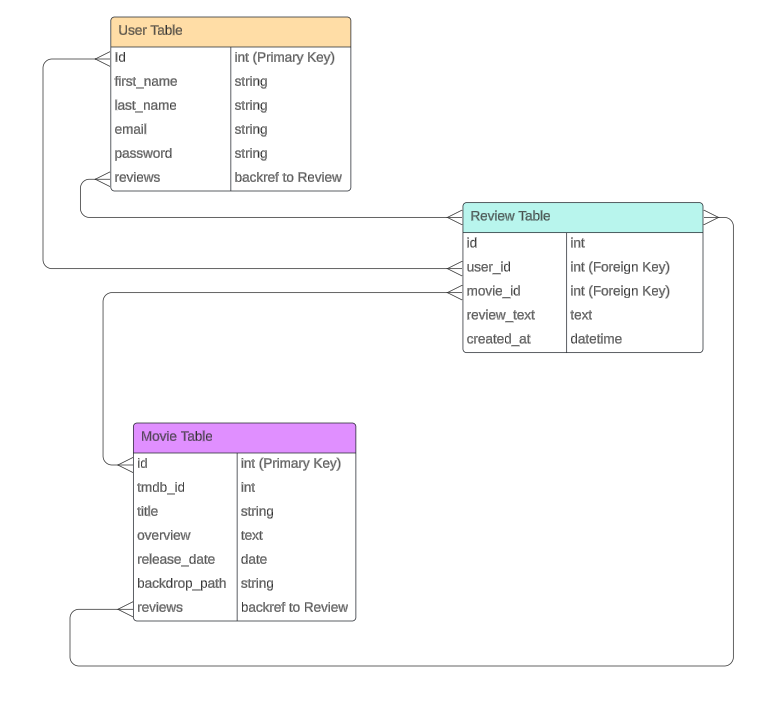 User Table
Id int (Primary Key)
first_name string
last_name string
email string
password string
reviews backref to Review
Review Table
id int
user_id int (Foreign Key)
movie_id int (Foreign Key)
review_text text
created_at datetime
Movie Table
id int (Primary Key)
tmdb_id int
title string
overview text
release_date date
backdrop_path string
reviews backref to Review